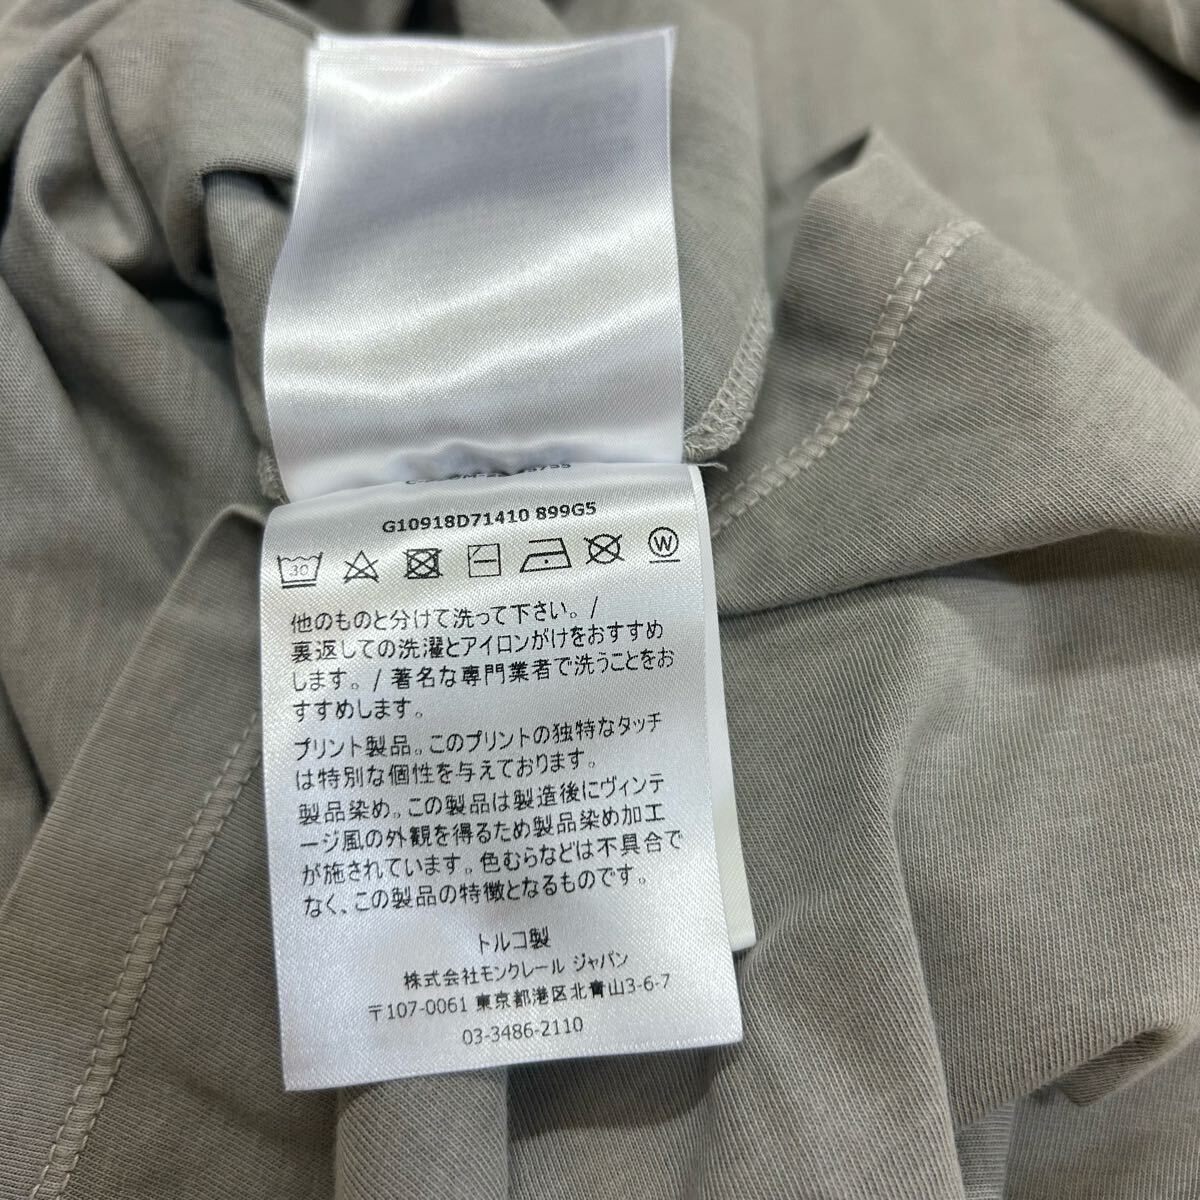 G10918D71410 899G5
30 W
他のものと分けて洗って下さい。/
裏返しての洗濯とアイロンがけをおすすめ
します。/ 著名な専門業者で洗うことをお
すすめします。
プリント製品。このプリントの独特なタッチ
は特別な個性を与えております。
製品染め。この製品は製造後にヴィンテ
ージ風の外観を得るため製品染め加工
が施されています。色むらなどは不具合で
なく、この製品の特徴となるものです。
トルコ製
株式会社モンクレール ジャパン
〒107-0061 東京都港区北青山3-6-7
03-3486-2110